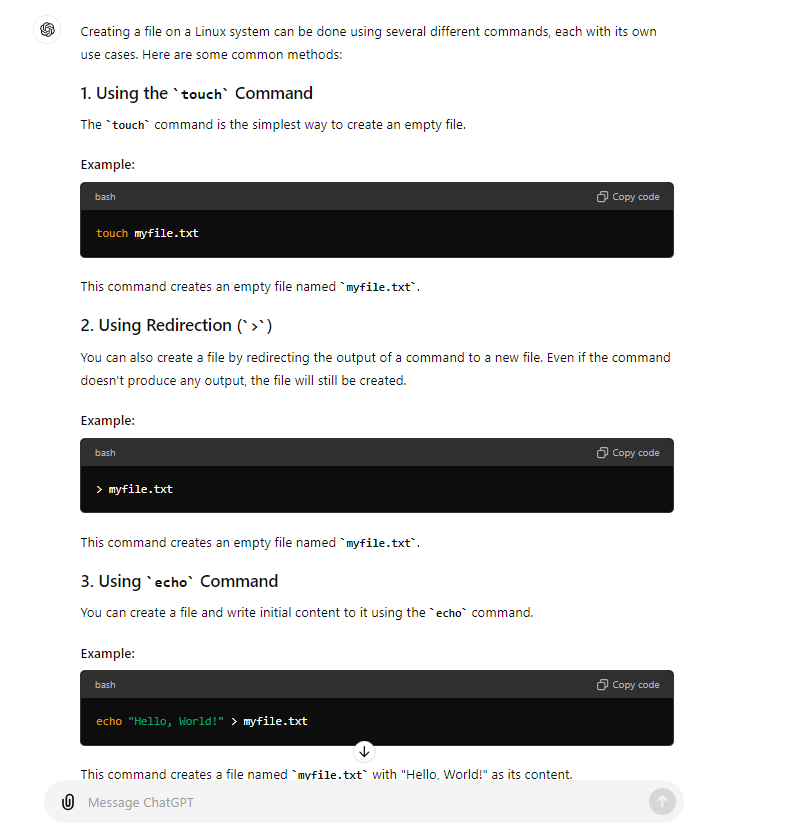 Creating a file on a Linux system can be done using several different commands, each with its own
use cases. Here are some common methods:
1. Using the `touch` Command
The `touch` command is the simplest way to create an empty file.
Example:
bash
Copy code
touch myfile.txt
This command creates an empty file named `myfile.txt`.
2. Using Redirection (`>`)
You can also create a file by redirecting the output of a command to a new file. Even if the command
doesn't produce any output, the file will still be created.
Example:
bash
Copy code
> myfile.txt
This command creates an empty file named `myfile.txt`.
3. Using `echo` Command
You can create a file and write initial content to it using the `echo` command.
Example:
bash
Copy code
echo "Hello, World!" > myfile.txt
This command creates a file named `myfile.txt` with "Hello, World!" as its content.
Message ChatGPT